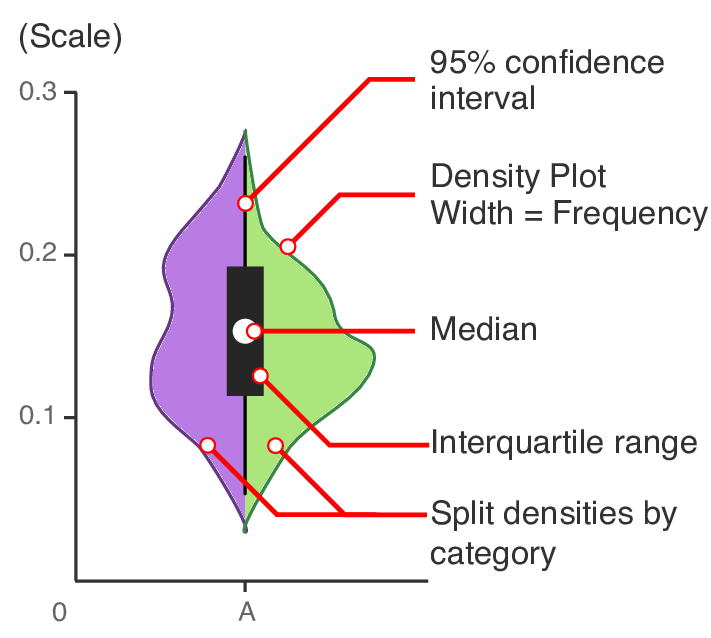 (Scale)
95% confidence
interval
0.3
Density Plot
Width = Frequency
0.2
Median
0.1
Interquartile range
Split densities by
category
0
A